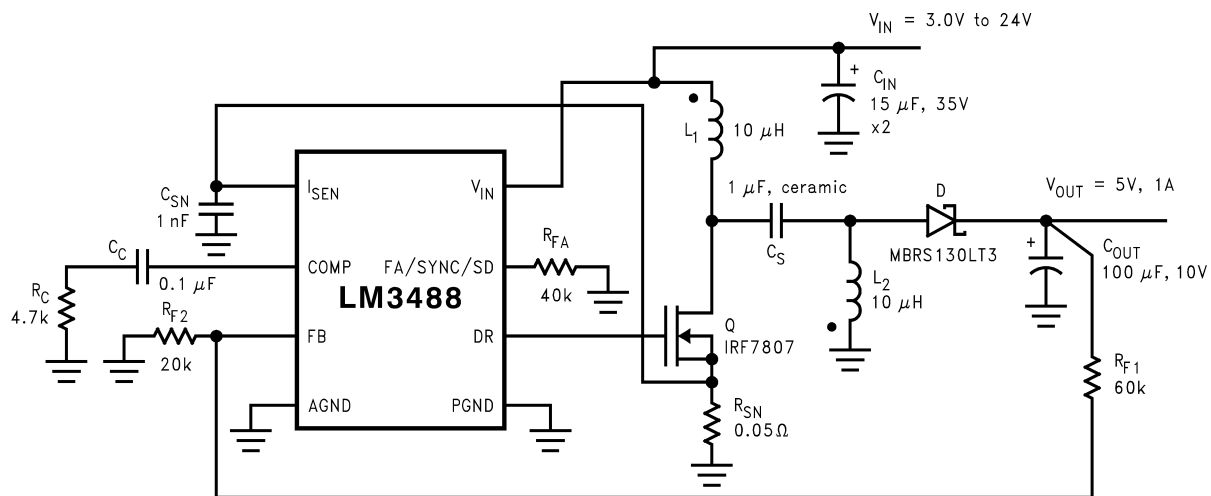 V_IN = 3.0V to 24V
C_IN
15 μF, 35V
x2
L_1
10 μH
I_SEN
V_IN
C_SN
1 nF
1 μF, ceramic
C_S
D
MBRS130LT3
V_OUT = 5V, 1A
C_OUT
100 μF, 10V
C_C
0.1 μF
COMP
FA/SYNC/SD
R_FA
40k
LM3488
L_2
10 μH
R_C
4.7k
R_F2
20k
FB
DR
Q
IRF7807
R_F1
60k
AGND
PGND
R_SN
0.05Ω
+
+